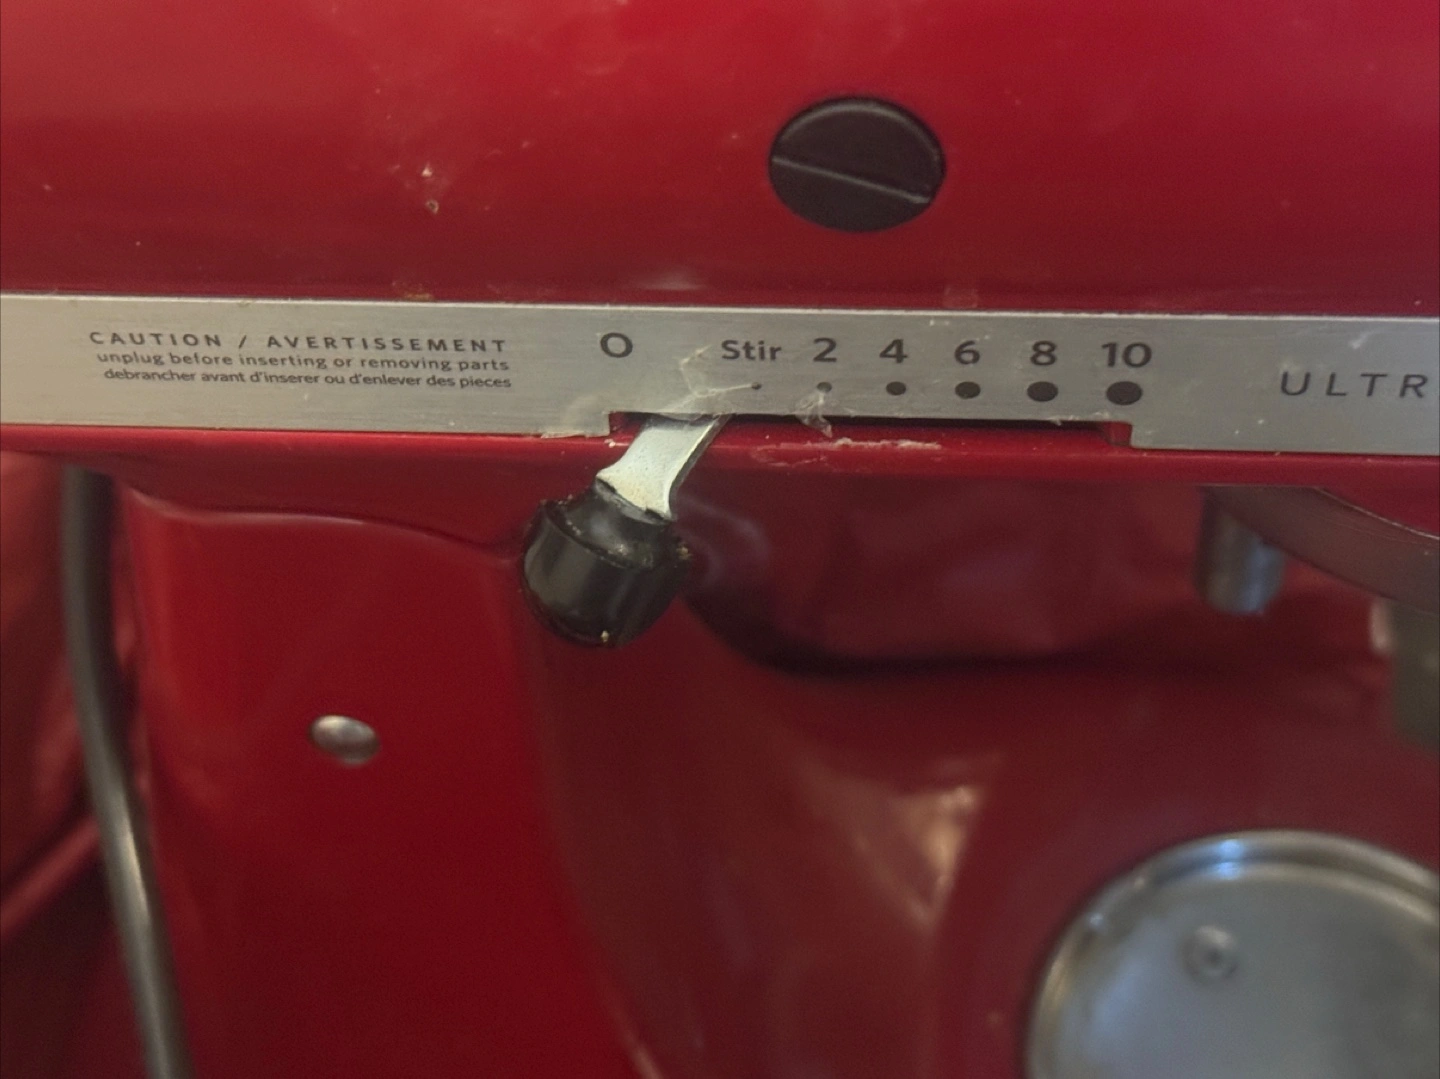 CAUTION / AVERTISSEMENT
unplug before inserting or removing parts
debrancher avant d'inserer ou d'enlever des pieces
O Stir 2 4 6 8 10
ULTR